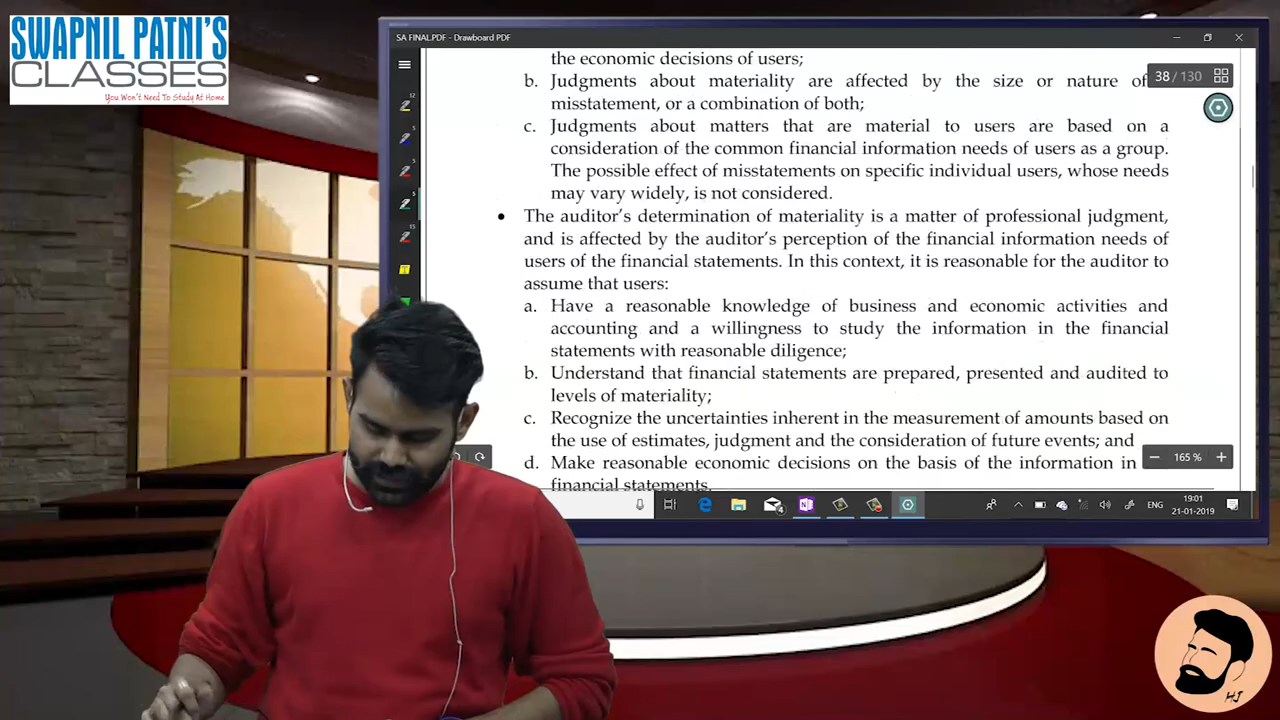 SWAPNIL PATNI'S
CLASSES
You Won't Need To Study At Home
SA FINAL.PDF - Drawboard PDF
38 / 130
the economic decisions of users;
b. Judgments about materiality are affected by the size or nature of
misstatement, or a combination of both;
c. Judgments about matters that are material to users are based on a
consideration of the common financial information needs of users as a group.
The possible effect of misstatements on specific individual users, whose needs
may vary widely, is not considered.
• The auditor's determination of materiality is a matter of professional judgment,
and is affected by the auditor's perception of the financial information needs of
users of the financial statements. In this context, it is reasonable for the auditor to
assume that users:
a. Have a reasonable knowledge of business and economic activities and
accounting and a willingness to study the information in the financial
statements with reasonable diligence;
b. Understand that financial statements are prepared, presented and audited to
levels of materiality;
c. Recognize the uncertainties inherent in the measurement of amounts based on
the use of estimates, judgment and the consideration of future events; and
d. Make reasonable economic decisions on the basis of the information in
financial statements.
165 %
ENG
19:01
21-01-2019
HJ